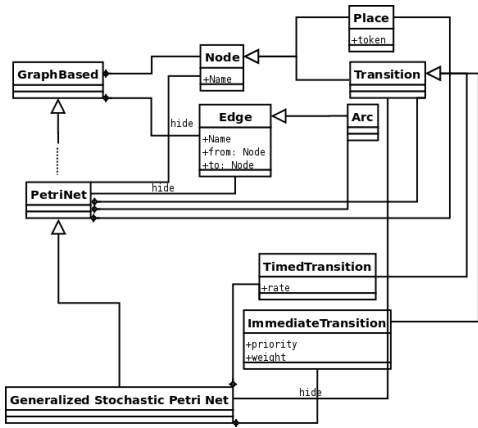 Place
+token
Node
+Name
GraphBased
Transition
Edge
+Name
+from: Node
+to: Node
Arc
hide
PetriNet
hide
TimedTransition
+rate
ImmediateTransition
+priority
+weight
Generalized Stochastic Petri Net
hide